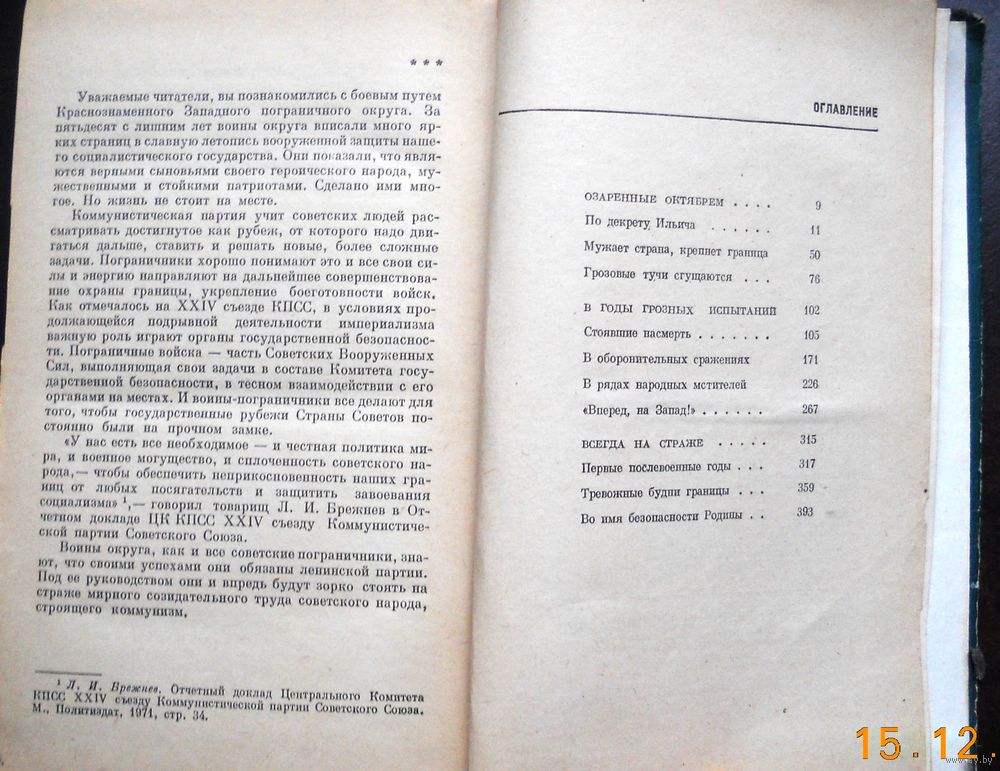 * * *
Уважаемые читатели, вы познакомились с боевым путем
Краснознаменного Западного пограничного округа. За
пятьдесят с лишним лет воины округа вписали много яр-
ких страниц в славную летопись вооруженной защиты наше-
го социалистического государства. Они показали, что явля-
ются верными сыновьями своего героического народа, му-
жественными и стойкими патриотами. Сделано ими мно-
гое. Но жизнь не стоит на месте.
Коммунистическая партия учит советских людей рас-
сматривать достигнутое как рубеж, от которого надо дви-
гаться дальше, ставить и решать новые, более сложные
задачи. Пограничники хорошо понимают это и все свои си-
лы и энергию направляют на дальнейшее совершенствова-
ние охраны границы, укрепление боеготовности войск.
Как отмечалось на XXIV съезде КПСС, в условиях про-
должающейся подрывной деятельности империализма
важную роль играют органы государственной безопаснос-
ти. Пограничные войска — часть Советских Вооруженных
Сил, выполняющая свои задачи в составе Комитета госу-
дарственной безопасности, в тесном взаимодействии с его
органами на местах. И воины-пограничники все делают для
того, чтобы государственные рубежи Страны Советов по-
стоянно были на прочном замке.
«У нас есть все необходимое — и честная политика ми-
ра, и военное могущество, и сплоченность советского на-
рода,— чтобы обеспечить неприкосновенность наших гра-
ниц от любых посягательств и защитить завоевания
социализма» ¹,— говорил товарищ Л. И. Брежнев в От-
четном докладе ЦК КПСС XXIV съезду Коммунистиче-
ской партии Советского Союза.
Воины округа, как и все советские пограничники, зна-
ют, что своими успехами они обязаны ленинской партии.
Под ее руководством они и впредь будут зорко стоять на
страже мирного созидательного труда советского народа,
строящего коммунизм.
¹ Л. И. Брежнев. Отчетный доклад Центрального Комитета
КПСС XXIV съезду Коммунистической партии Советского Союза.
М., Политиздат, 1971, стр. 34.
ОГЛАВЛЕНИЕ
ОЗАРЕННЫЕ ОКТЯБРЕМ . . . . 9
По декрету Ильича . . . . . . 11
Мужает страна, крепнет граница 50
Грозовые тучи сгущаются . . . 76
В ГОДЫ ГРОЗНЫХ ИСПЫТАНИЙ 102
Стоявшие насмерть . . . . . . . 105
В оборонительных сражениях 171
В рядах народных мстителей 226
«Вперед, на Запад!» . . . . . . 267
ВСЕГДА НА СТРАЖЕ . . . . . 315
Первые послевоенные годы . . . 317
Тревожные будни границы . . . 359
Во имя безопасности Родины . . 393
15.12.
www.ay.by